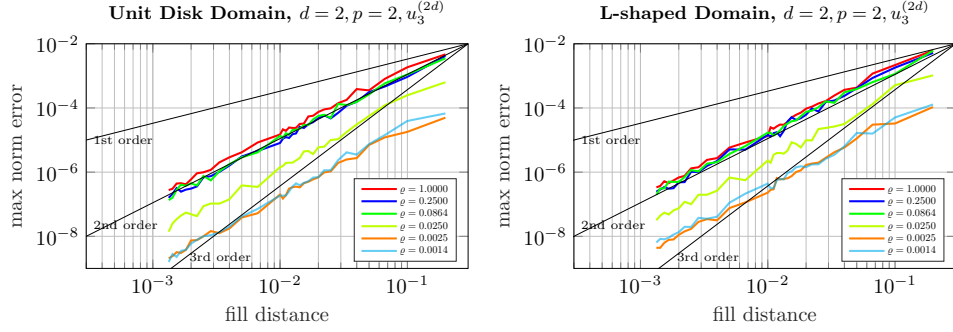 Unit Disk Domain, $d = 2, p = 2, u_3^{(2d)}$
max norm error
10^{-2}
10^{-4}
10^{-6}
10^{-8}
1st order
2nd order
3rd order
ϱ = 1.0000
ϱ = 0.2500
ϱ = 0.0864
ϱ = 0.0250
ϱ = 0.0025
ϱ = 0.0014
10^{-3}
10^{-2}
10^{-1}
fill distance
L-shaped Domain, $d = 2, p = 2, u_3^{(2d)}$
max norm error
10^{-2}
10^{-4}
10^{-6}
10^{-8}
1st order
2nd order
3rd order
ϱ = 1.0000
ϱ = 0.2500
ϱ = 0.0864
ϱ = 0.0250
ϱ = 0.0025
ϱ = 0.0014
10^{-3}
10^{-2}
10^{-1}
fill distance